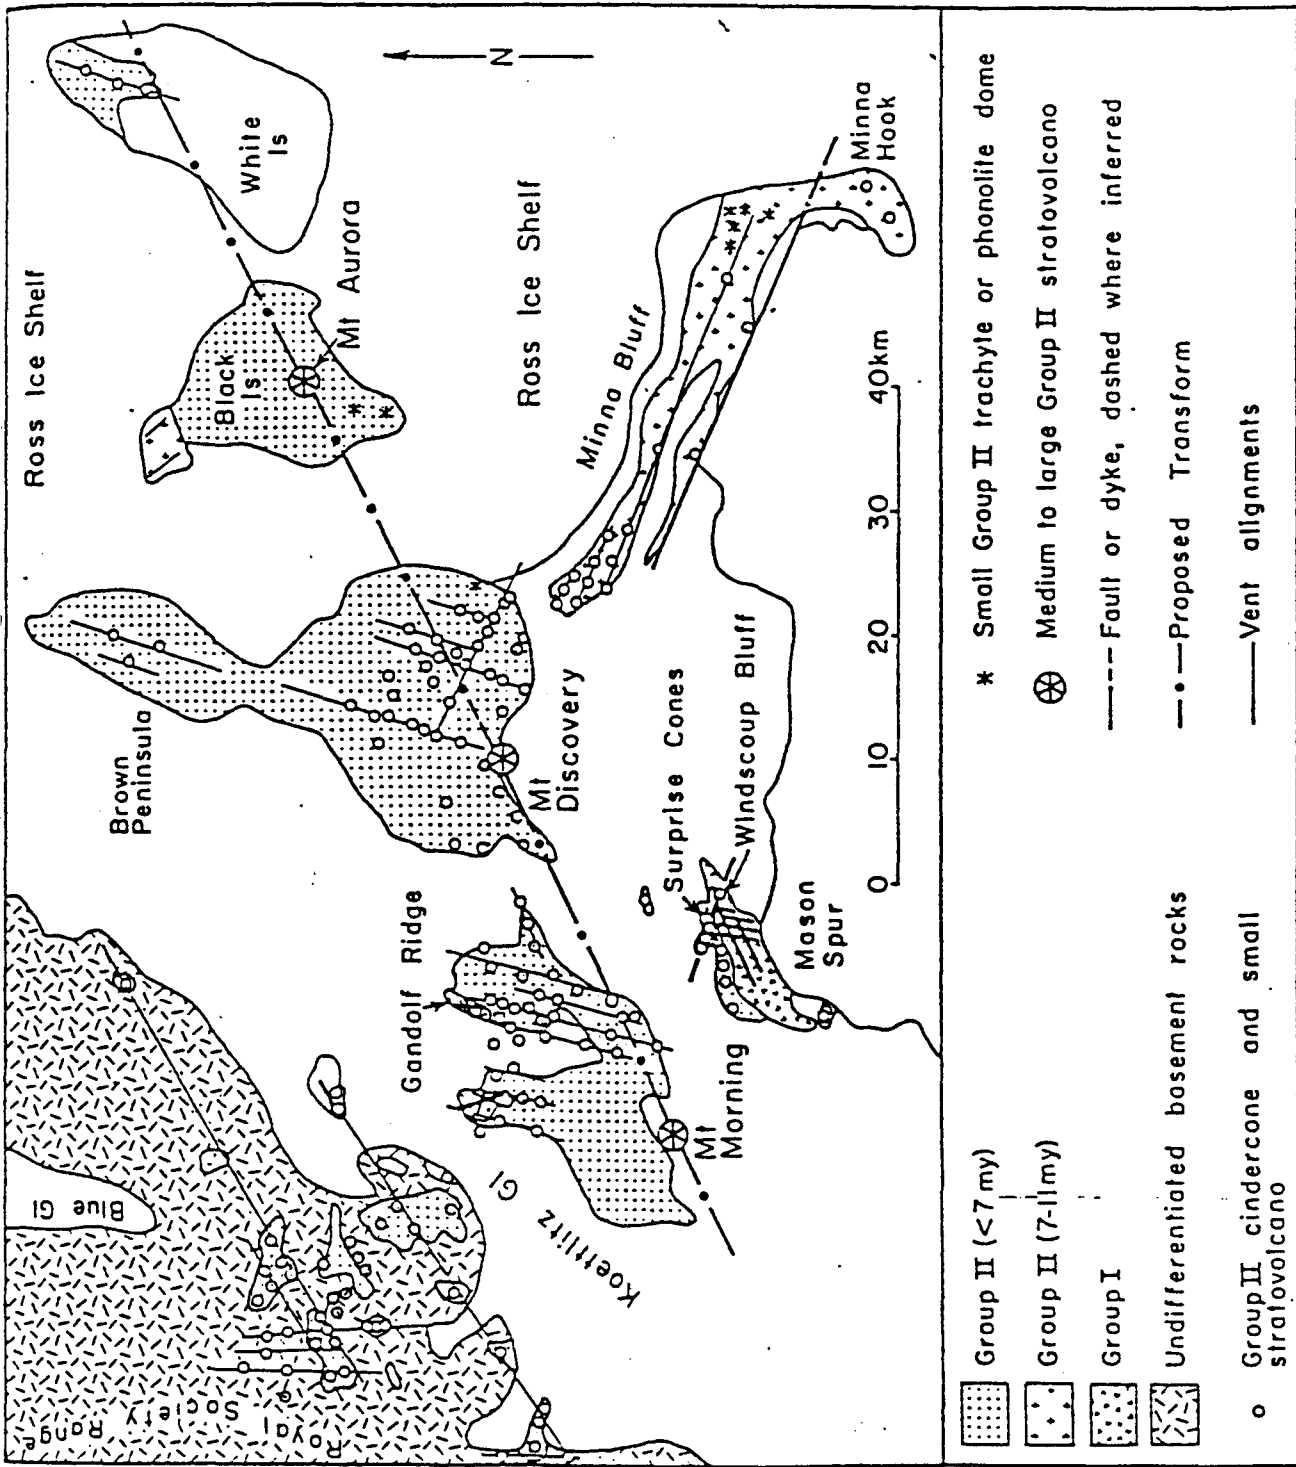 Ross Ice Shelf
White
Is
N
Black
Is
Mt Aurora
Ross Ice Shelf
Brown
Peninsula
Mt
Discovery
Minna Bluff
Minna
Hook
Blue Gl
Royal Society Range
Koettlitz Gl
Gandolf Ridge
Mt
Morning
Surprise Cones
Windscoup Bluff
Mason
Spur
0 10 20 30 40km
Group II (<7 my)
Group II (7-11my)
Group I
Undifferentiated basement rocks
Group II cindercone and small
stratovolcano
Small Group II trachyte or phonolite dome
Medium to large Group II stratovolcano
Fault or dyke, dashed where inferred
Proposed Transform
Vent alignments